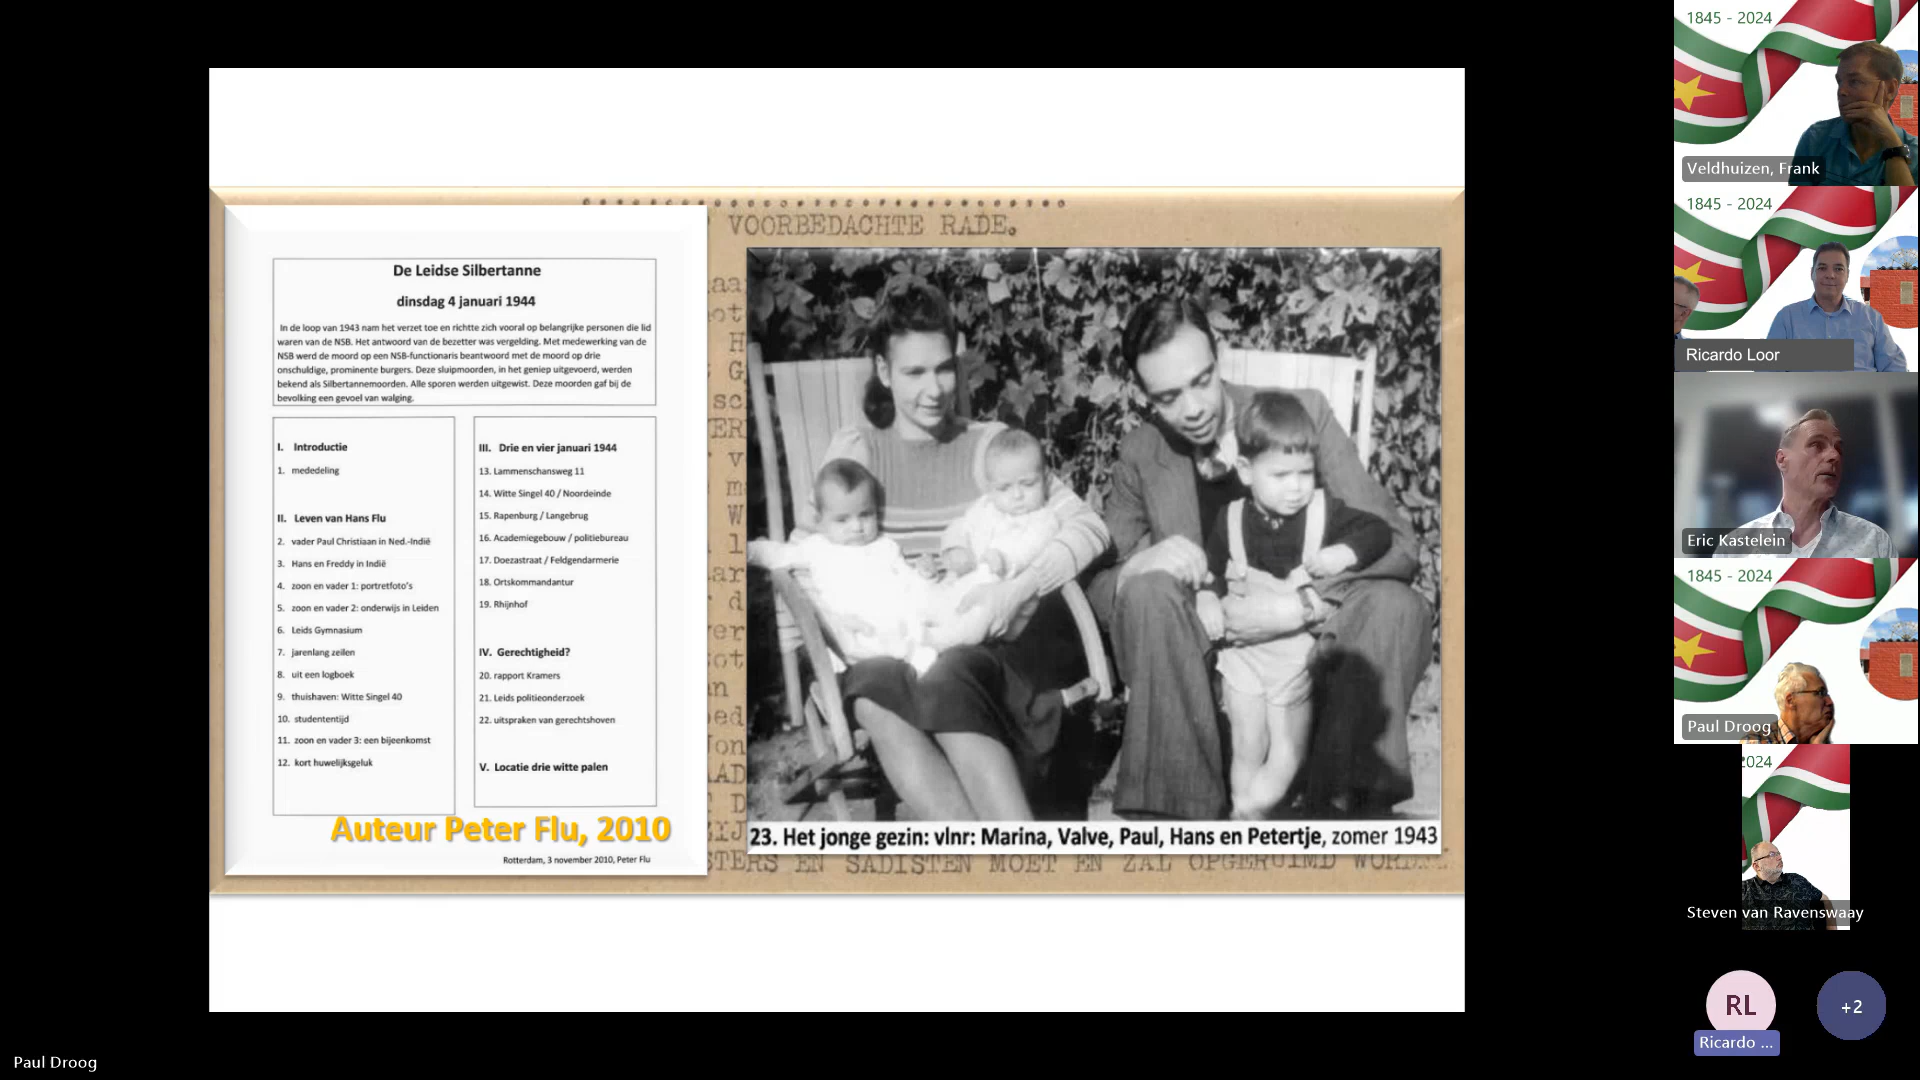 VOORBEDACHTE RADE.
De Leidse Silbertanne
dinsdag 4 januari 1944
In de loop van 1943 nam het verzet toe en richtte zich vooral op belangrijke personen die lid
waren van de NSB. Het antwoord van de bezetter was vergelding. Met medewerking van de
NSB werd de moord op een NSB-functionaris beantwoord met de moord op drie
onschuldige, prominente burgers. Deze sluipmoorden, in het geniep uitgevoerd, werden
bekend als Silbertannemoorden. Alle sporen werden uitgewist. Deze moorden gaf bij de
bevolking een gevoel van walging.
I. Introductie
1. mededeling
II. Leven van Hans Flu
2. vader Paul Christiaan in Ned.-Indië
3. Hans en Freddy in Indië
4. zoon en vader 1: portretfoto's
5. zoon en vader 2: onderwijs in Leiden
6. Leids Gymnasium
7. jarenlang zeilen
8. uit een logboek
9. thuishaven: Witte Singel 40
10. studententijd
11. zoon en vader 3: een bijeenkomst
12. kort huwelijksgeluk
III. Drie en vier januari 1944
13. Lammenschansweg 11
14. Witte Singel 40 / Noordeinde
15. Rapenburg / Langebrug
16. Academiegebouw / politiebureau
17. Doezastraat / Feldgendarmerie
18. Ortskommandantur
19. Rhijnhof
IV. Gerechtigheid?
20. rapport Kramers
21. Leids politieonderzoek
22. uitspraken van gerechtshoven
V. Locatie drie witte palen
Auteur Peter Flu, 2010
Rotterdam, 3 november 2010, Peter Flu
23. Het jonge gezin: vlnr: Marina, Valve, Paul, Hans en Petertje, zomer 1943
STERS EN SADISTEN MOET EN ZAL OPGERUIMD
1845 - 2024
Veldhuizen, Frank
1845 - 2024
Ricardo Loor
Eric Kastelein
1845 - 2024
Paul Droog
2024
Steven van Ravenswaay
RL
+2
Ricardo ...
Paul Droog